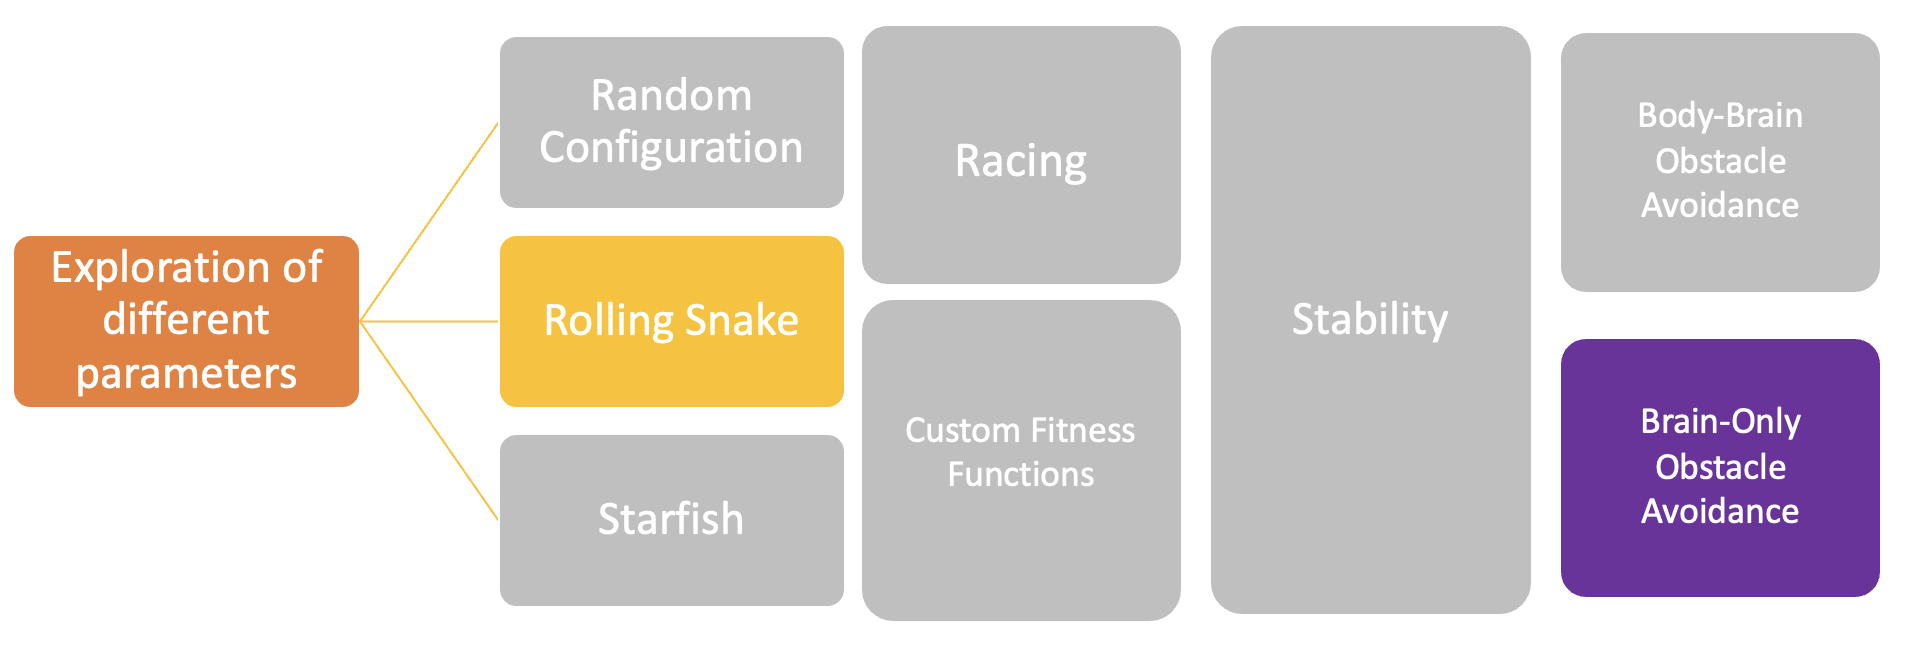 Exploration of
different
parameters
Random
Configuration
Rolling Snake
Starfish
Racing
Custom Fitness
Functions
Stability
Body-Brain
Obstacle
Avoidance
Brain-Only
Obstacle
Avoidance